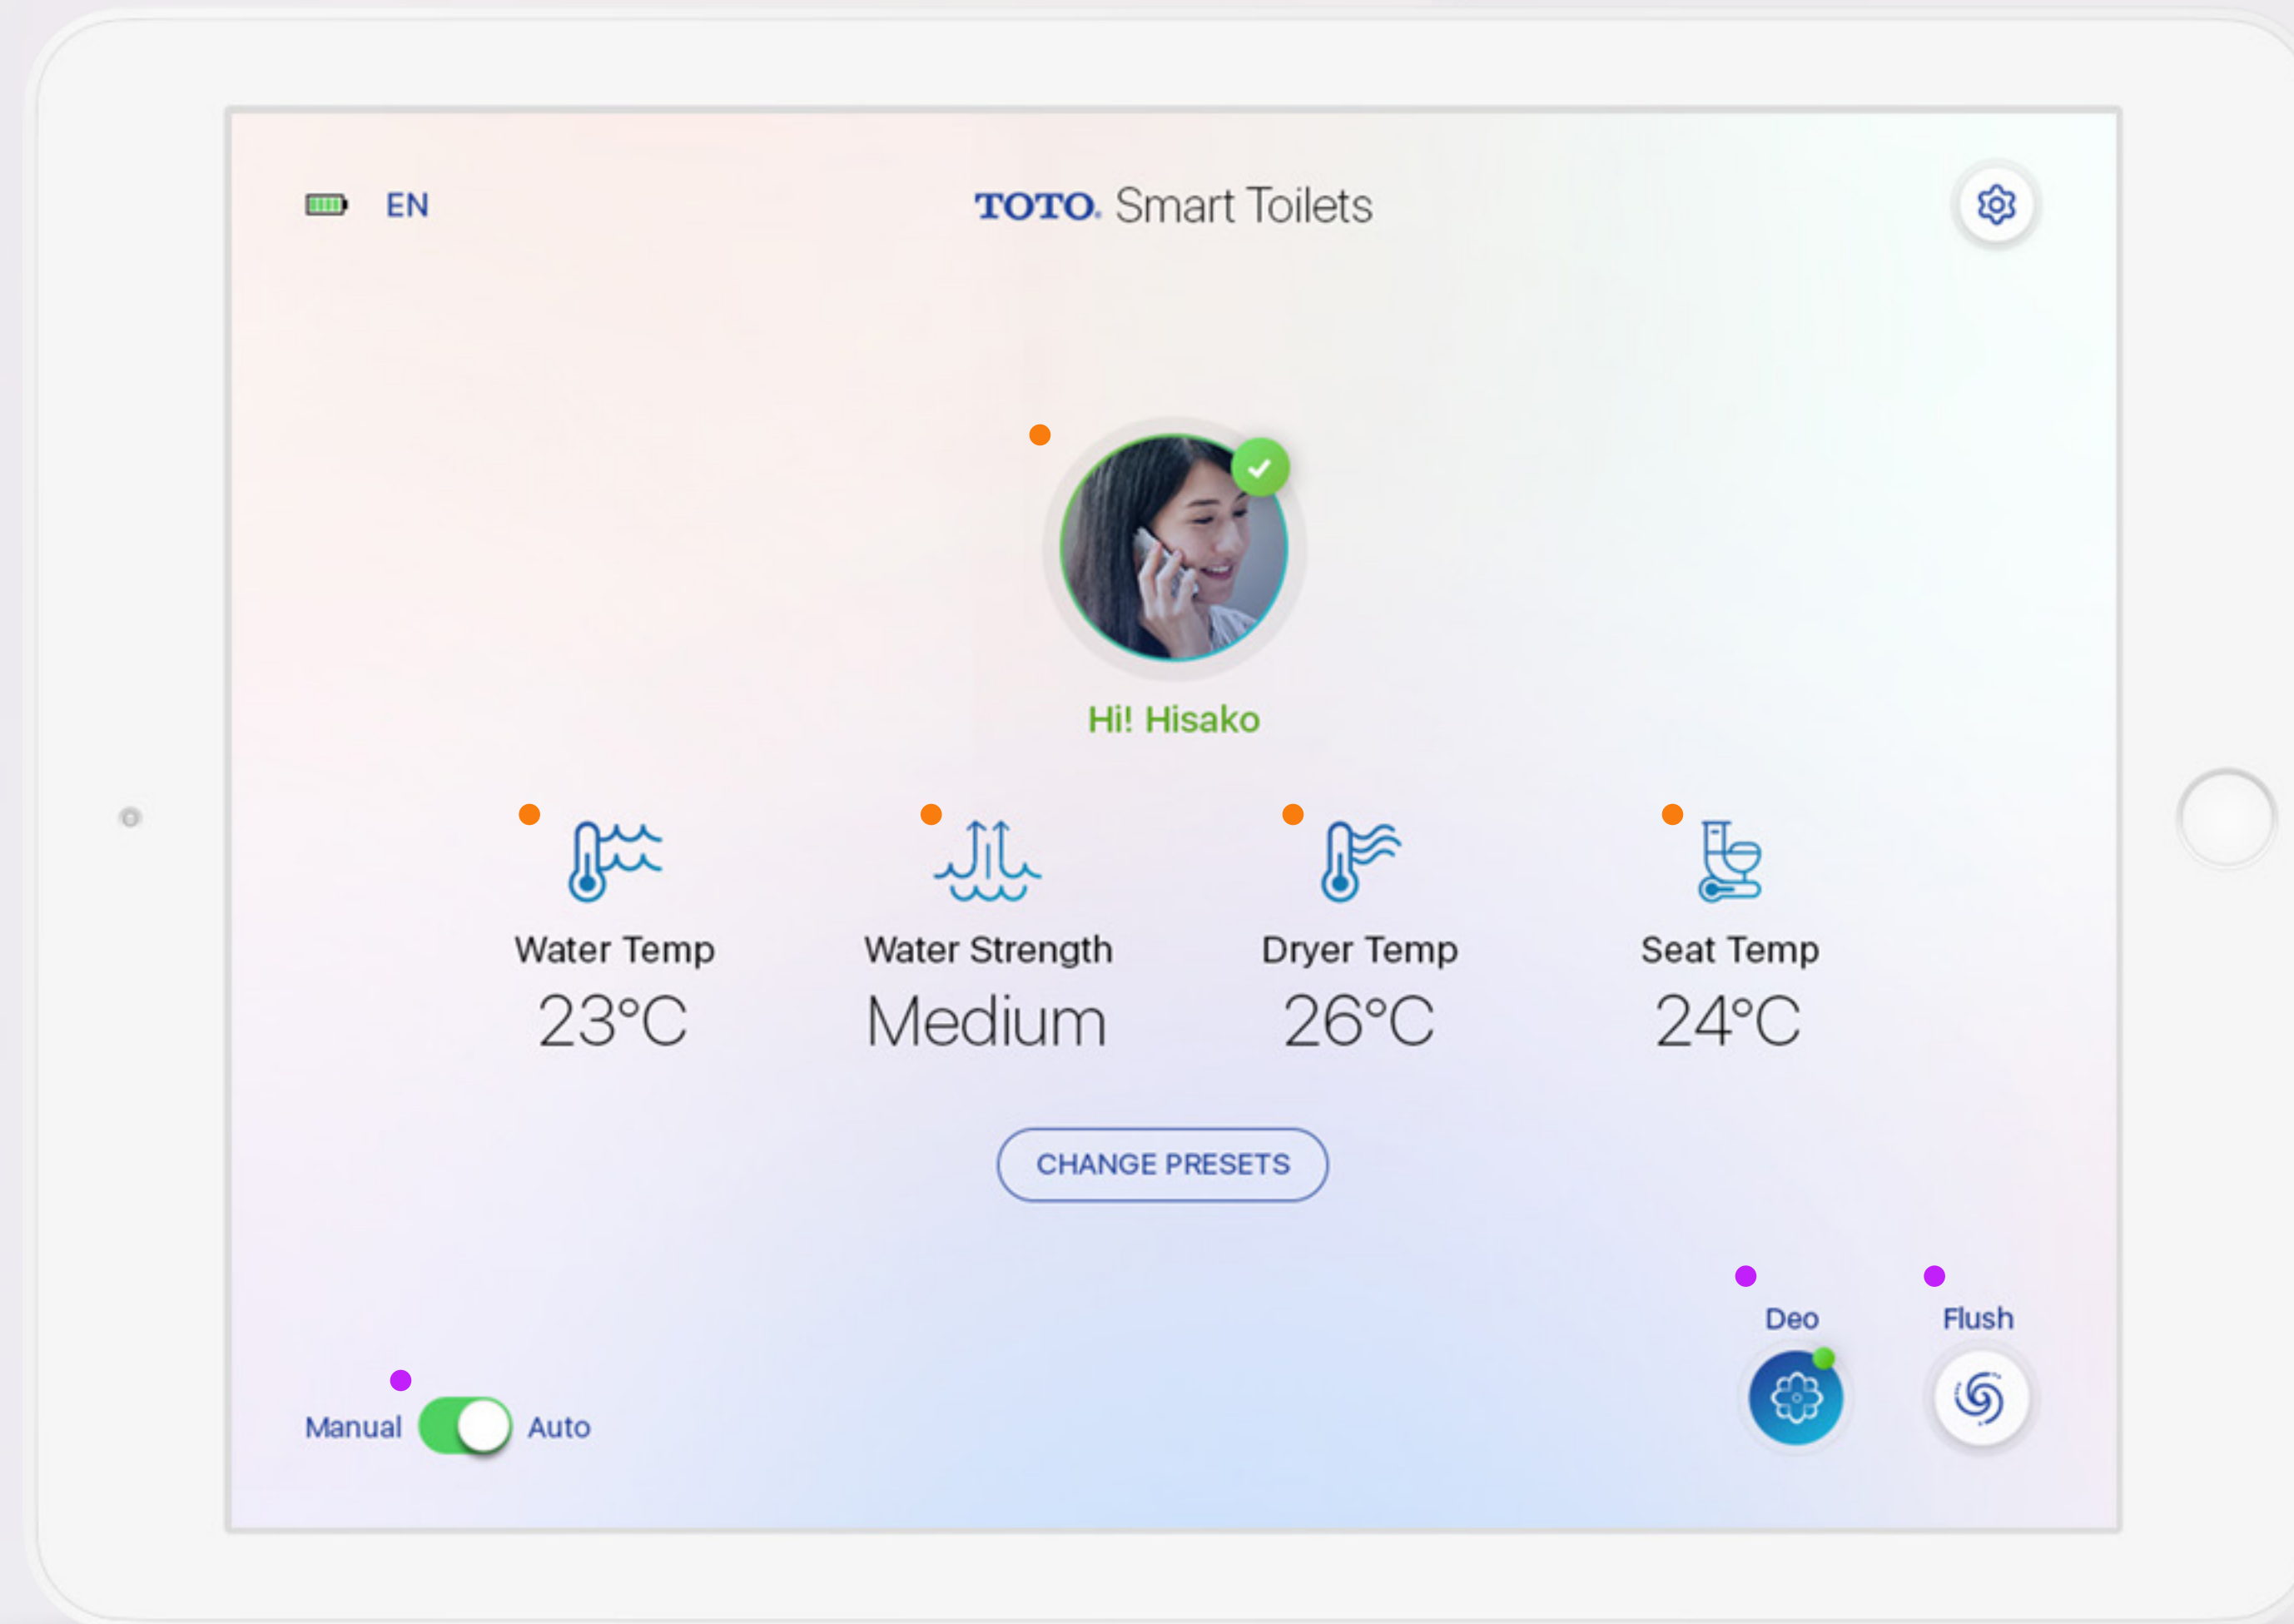 EN
TOTO. Smart Toilets
Hi! Hisako
Water Temp
23°C
Water Strength
Medium
Dryer Temp
26°C
Seat Temp
24°C
CHANGE PRESETS
Deo
Flush
Manual
Auto